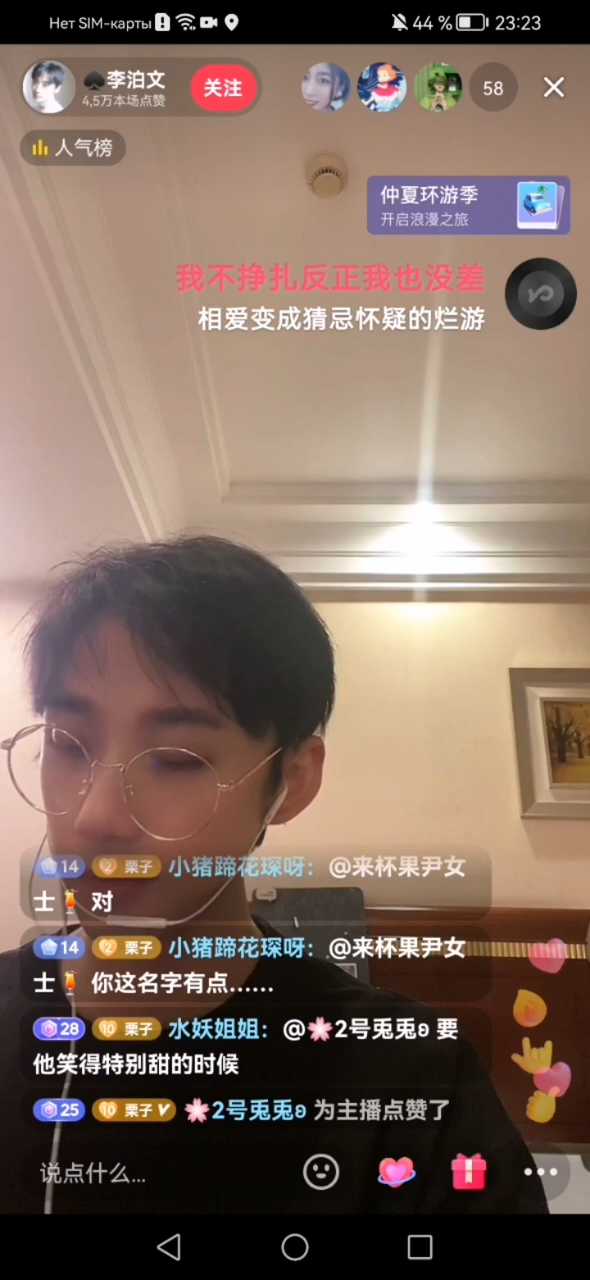 Нет SIM-карты 44 % 23:23
♠李泊文
4,5万本场点赞
关注
58
人气榜
仲夏环游季
开启浪漫之旅
我不挣扎反正我也没差
相爱变成猜忌怀疑的烂游
14 2 栗子 小猪蹄花琛呀：@来杯果尹女
士🍹 对
14 2 栗子 小猪蹄花琛呀：@来杯果尹女
士🍹 你这名字有点……
28 10 栗子 水妖姐姐：@🌸2号兎兎ʚ 要
他笑得特别甜的时候
25 10 栗子 🌸2号兎兎ʚ 为主播点赞了
说点什么...